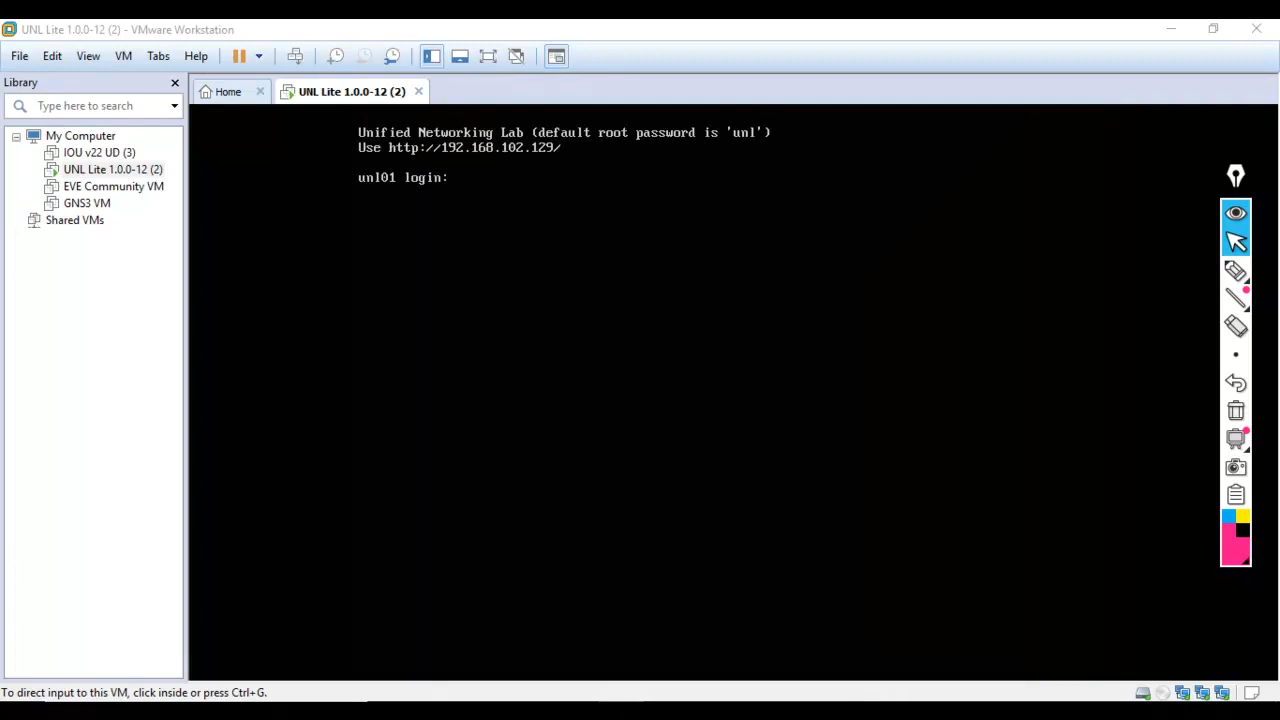 UNL Lite 1.0.0-12 (2) - VMware Workstation
File Edit View VM Tabs Help
Library
Type here to search
My Computer
IOU v22 UD (3)
UNL Lite 1.0.0-12 (2)
EVE Community VM
GNS3 VM
Shared VMs
Home
UNL Lite 1.0.0-12 (2)
Unified Networking Lab (default root password is 'unl')
Use http://192.168.102.129/
unl01 login:
To direct input to this VM, click inside or press Ctrl+G.